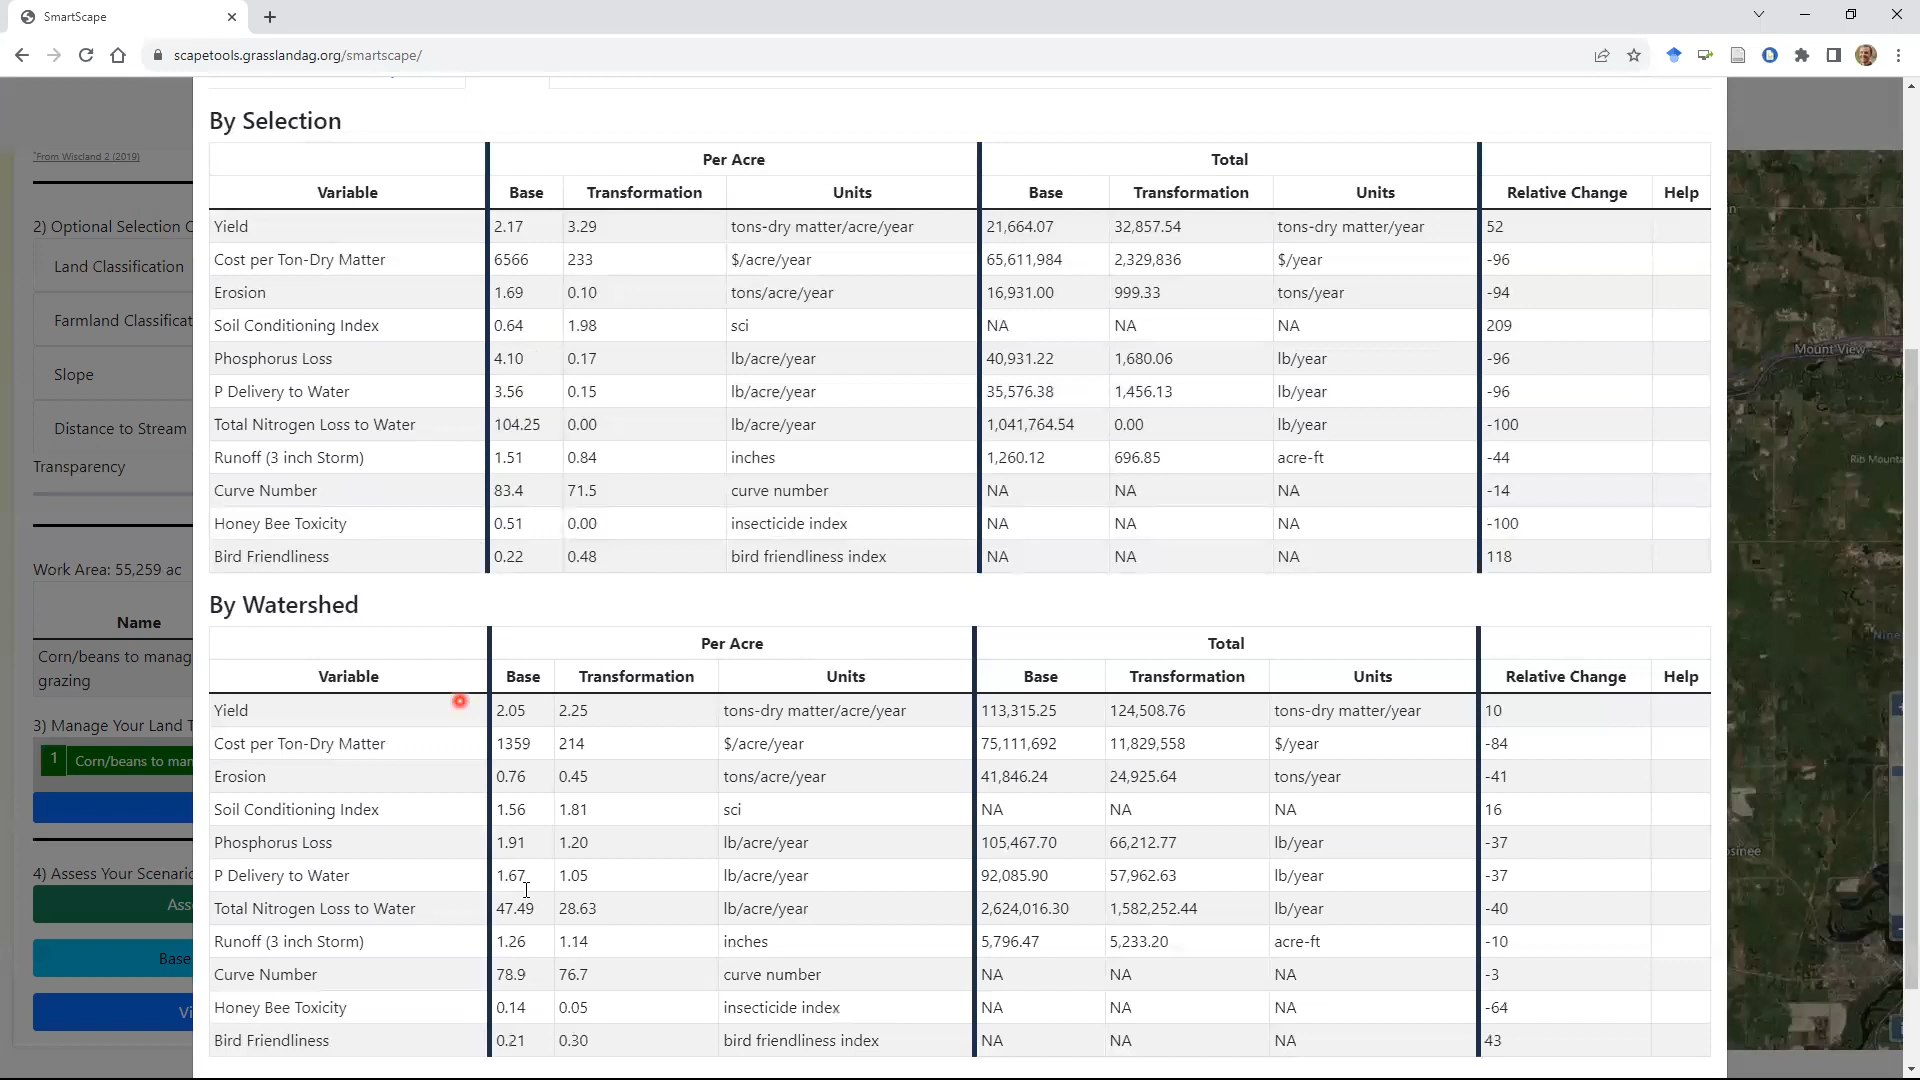 SmartScape
scapetools.grasslandag.org/smartscape/
*From Wiscland 2 (2019)
2) Optional Selection C
Land Classification
Farmland Classificat
Slope
Distance to Stream
Transparency
Work Area: 55,259 ac
Name
Corn/beans to manag
grazing
3) Manage Your Land T
1 Corn/beans to man
4) Assess Your Scenario
Ass
Base
Vi
By Selection
Per Acre Total
Variable Base Transformation Units Base Transformation Units Relative Change Help
Yield 2.17 3.29 tons-dry matter/acre/year 21,664.07 32,857.54 tons-dry matter/year 52
Cost per Ton-Dry Matter 6566 233 $/acre/year 65,611,984 2,329,836 $/year -96
Erosion 1.69 0.10 tons/acre/year 16,931.00 999.33 tons/year -94
Soil Conditioning Index 0.64 1.98 sci NA NA NA 209
Phosphorus Loss 4.10 0.17 lb/acre/year 40,931.22 1,680.06 lb/year -96
P Delivery to Water 3.56 0.15 lb/acre/year 35,576.38 1,456.13 lb/year -96
Total Nitrogen Loss to Water 104.25 0.00 lb/acre/year 1,041,764.54 0.00 lb/year -100
Runoff (3 inch Storm) 1.51 0.84 inches 1,260.12 696.85 acre-ft -44
Curve Number 83.4 71.5 curve number NA NA NA -14
Honey Bee Toxicity 0.51 0.00 insecticide index NA NA NA -100
Bird Friendliness 0.22 0.48 bird friendliness index NA NA NA 118
By Watershed
Per Acre Total
Variable Base Transformation Units Base Transformation Units Relative Change Help
Yield 2.05 2.25 tons-dry matter/acre/year 113,315.25 124,508.76 tons-dry matter/year 10
Cost per Ton-Dry Matter 1359 214 $/acre/year 75,111,692 11,829,558 $/year -84
Erosion 0.76 0.45 tons/acre/year 41,846.24 24,925.64 tons/year -41
Soil Conditioning Index 1.56 1.81 sci NA NA NA 16
Phosphorus Loss 1.91 1.20 lb/acre/year 105,467.70 66,212.77 lb/year -37
P Delivery to Water 1.67 1.05 lb/acre/year 92,085.90 57,962.63 lb/year -37
Total Nitrogen Loss to Water 47.49 28.63 lb/acre/year 2,624,016.30 1,582,252.44 lb/year -40
Runoff (3 inch Storm) 1.26 1.14 inches 5,796.47 5,233.20 acre-ft -10
Curve Number 78.9 76.7 curve number NA NA NA -3
Honey Bee Toxicity 0.14 0.05 insecticide index NA NA NA -64
Bird Friendliness 0.21 0.30 bird friendliness index NA NA NA 43
Mount View
Rib Mounta
Nine
sinee